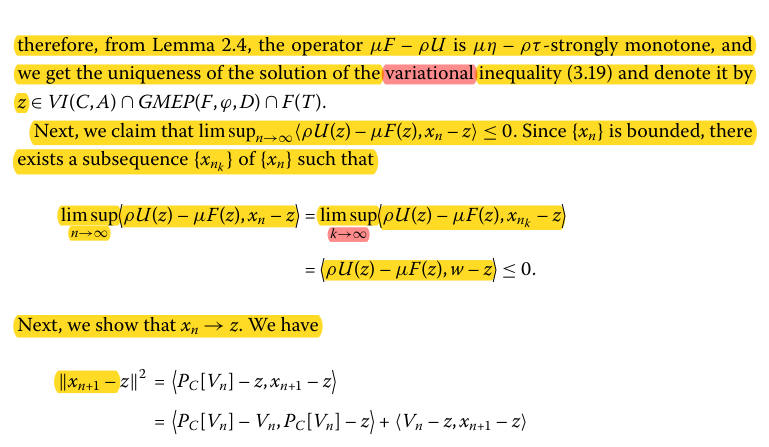 therefore, from Lemma 2.4, the operator μF − ρU is μη − ρτ-strongly monotone, and
we get the uniqueness of the solution of the variational inequality (3.19) and denote it by
z ∈ VI(C, A) ∩ GMEP(F, φ, D) ∩ F(T).
Next, we claim that lim sup_{n→∞}⟨ρU(z) − μF(z), x_n − z⟩ ≤ 0. Since {x_n} is bounded, there
exists a subsequence {x_{n_k}} of {x_n} such that
lim sup_{n→∞}⟨ρU(z) − μF(z), x_n − z⟩ = lim sup_{k→∞}⟨ρU(z) − μF(z), x_{n_k} − z⟩
= ⟨ρU(z) − μF(z), w − z⟩ ≤ 0.
Next, we show that x_n → z. We have
‖x_{n+1} − z‖² = ⟨P_C[V_n] − z, x_{n+1} − z⟩
= ⟨P_C[V_n] − V_n, P_C[V_n] − z⟩ + ⟨V_n − z, x_{n+1} − z⟩